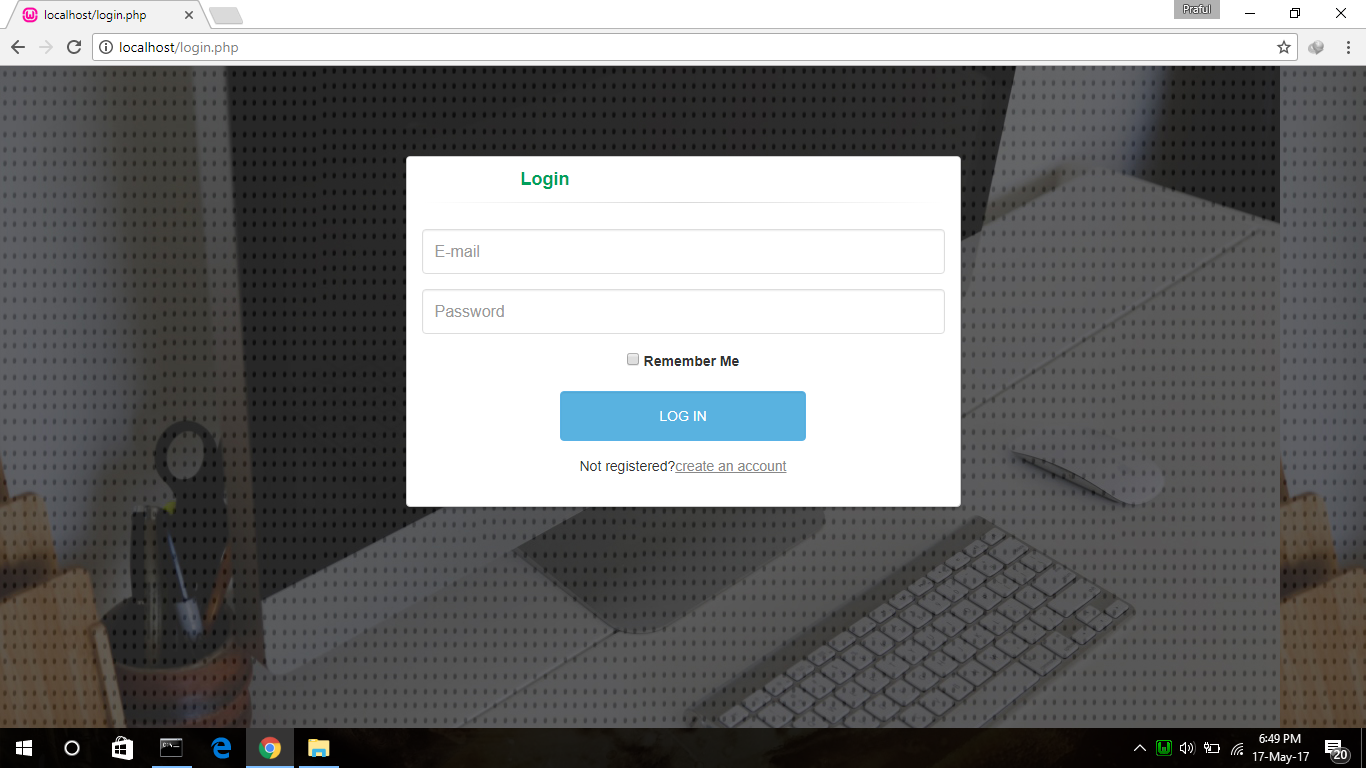 localhost/login.php
Praful
localhost/login.php
Login
E-mail
Password
Remember Me
LOG IN
Not registered?create an account
6:49 PM
17-May-17
20